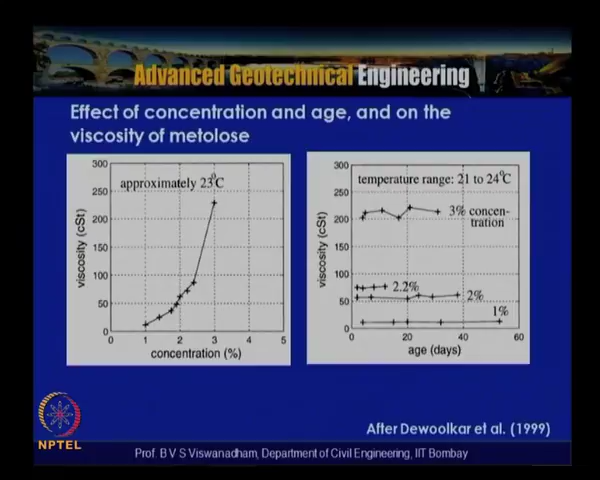 Advanced Geotechnical Engineering
Effect of concentration and age, and on the
viscosity of metolose
300
250
200
150
100
50
0
viscosity (cSt)
approximately 23°C
0 1 2 3 4 5
concentration (%)
300
250
200
150
100
50
0
viscosity (cSt)
temperature range: 21 to 24°C
3% concen-
tration
2.2%
2%
1%
0 20 40 60
age (days)
After Dewoolkar et al. (1999)
NPTEL
Prof. B V S Viswanadham, Department of Civil Engineering, IIT Bombay